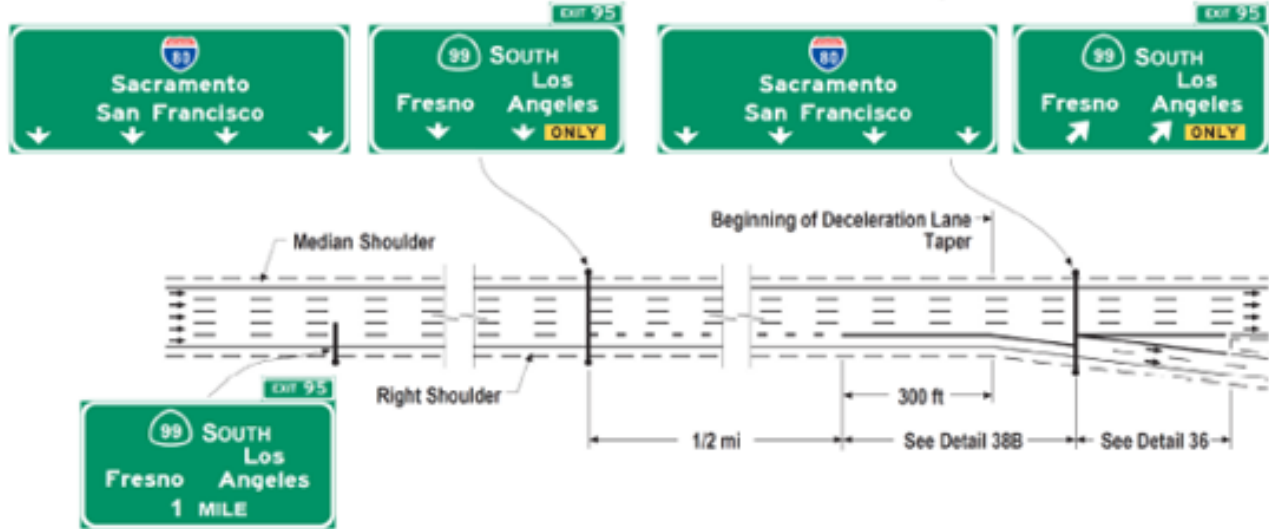 80
Sacramento
San Francisco
EXIT 95
99 SOUTH
Los
Fresno Angeles
ONLY
80
Sacramento
San Francisco
EXIT 95
99 SOUTH
Los
Fresno Angeles
ONLY
Median Shoulder
Beginning of Deceleration Lane
Taper
Right Shoulder
300 ft
1/2 mi
See Detail 38B
See Detail 36
EXIT 95
99 SOUTH
Los
Fresno Angeles
1 MILE